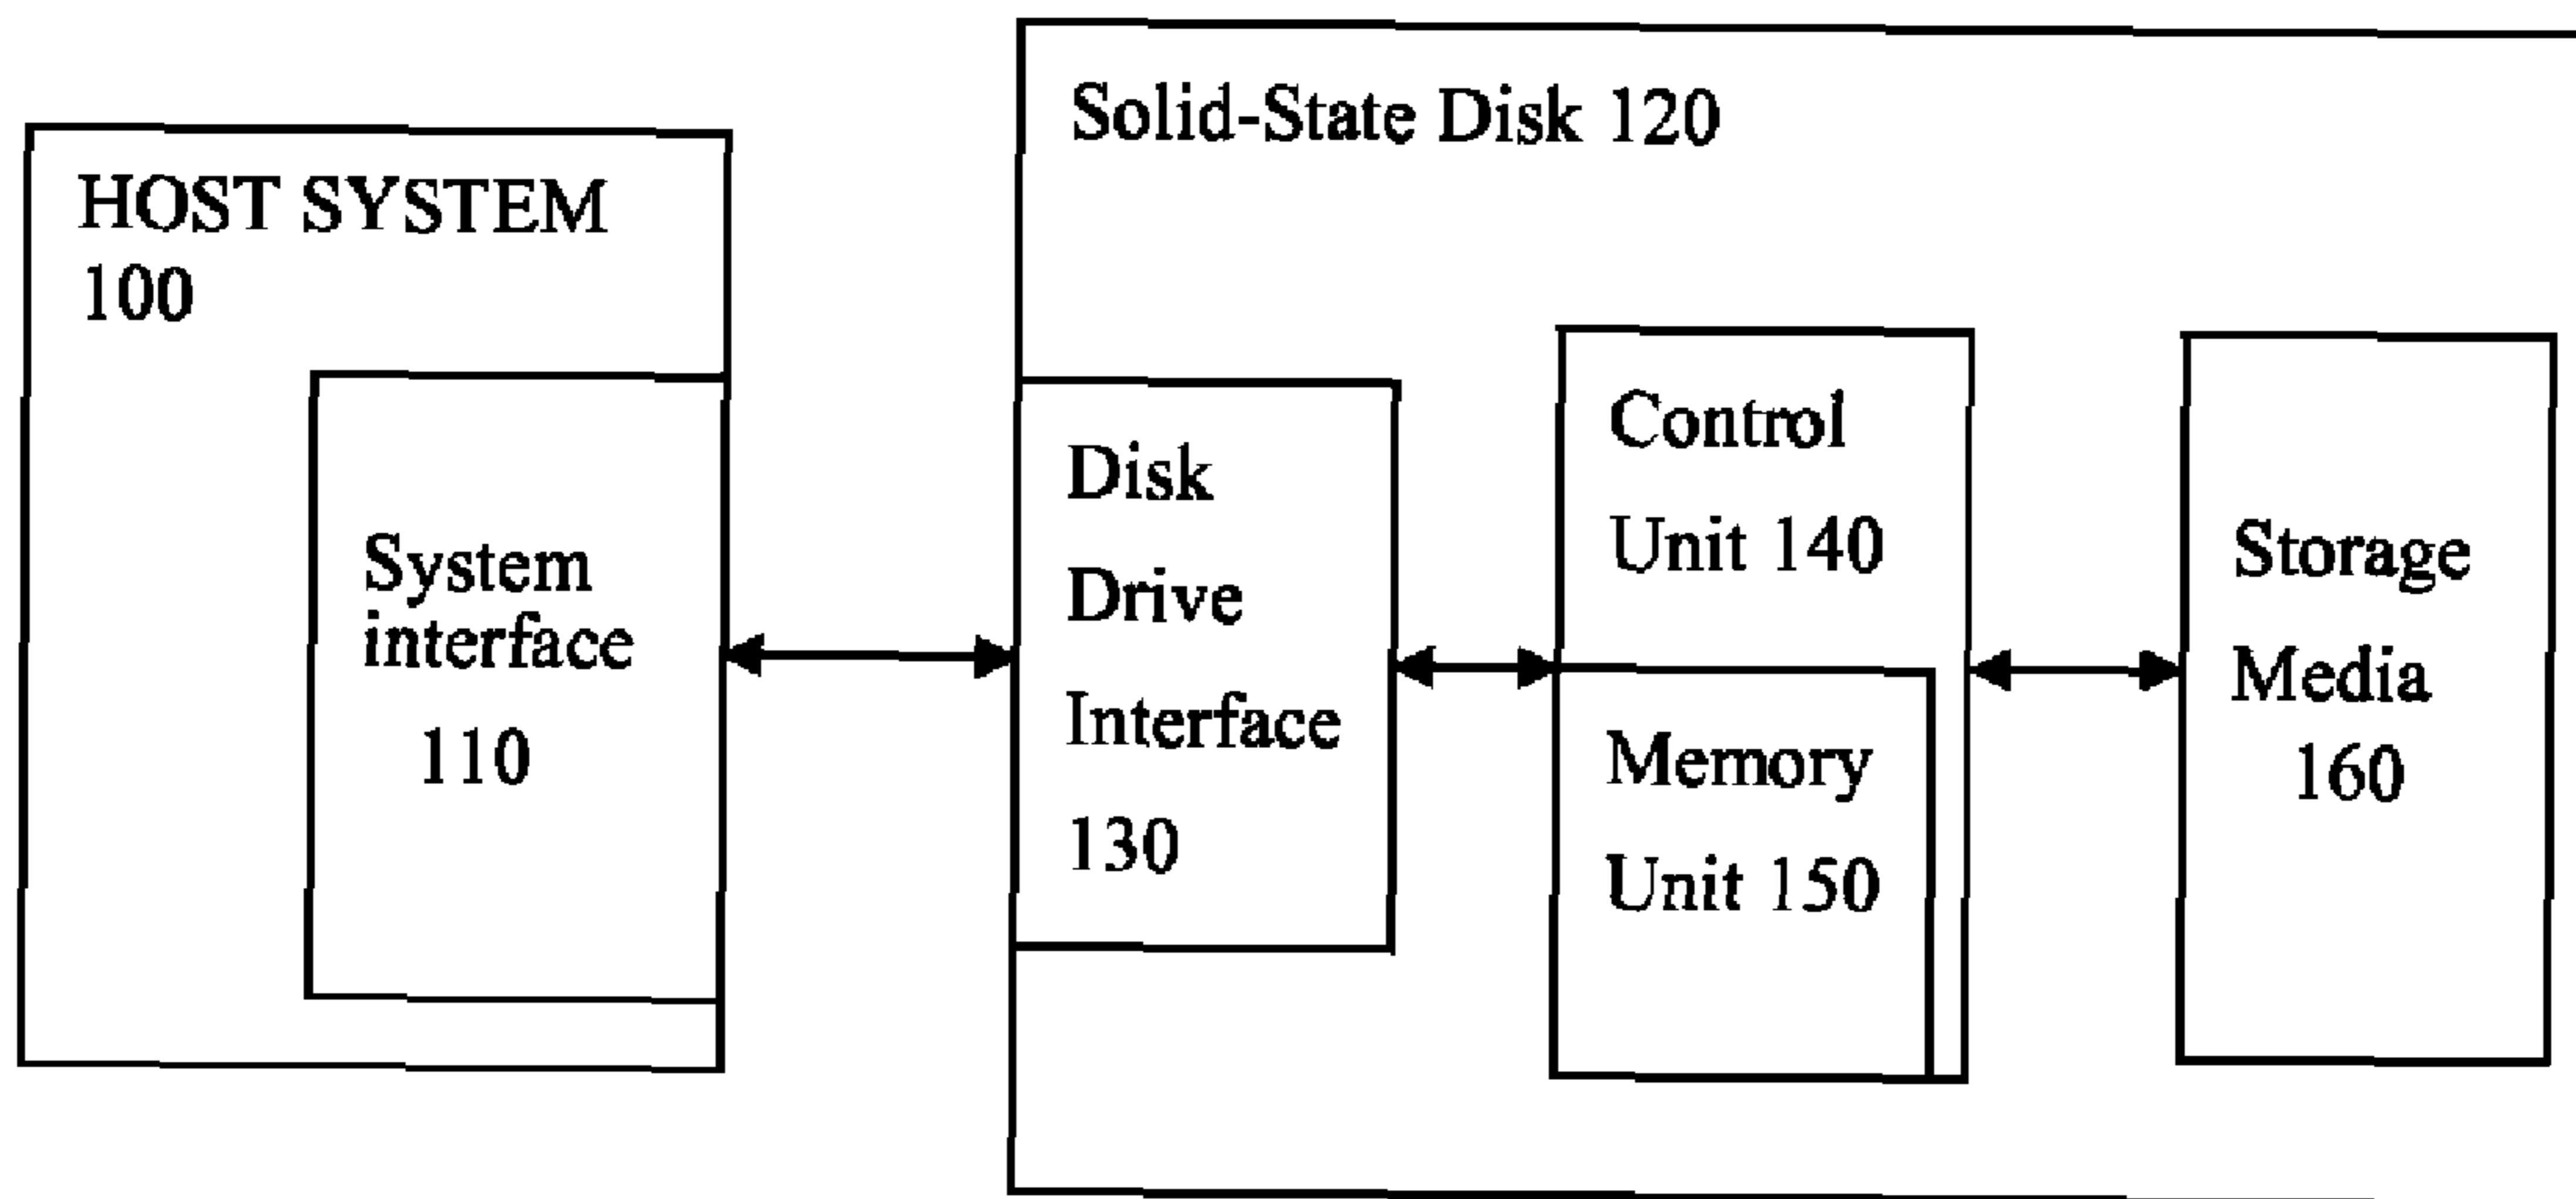 HOST SYSTEM
100
System
interface
110
Solid-State Disk 120
Disk
Drive
Interface
130
Control
Unit 140
Memory
Unit 150
Storage
Media
160